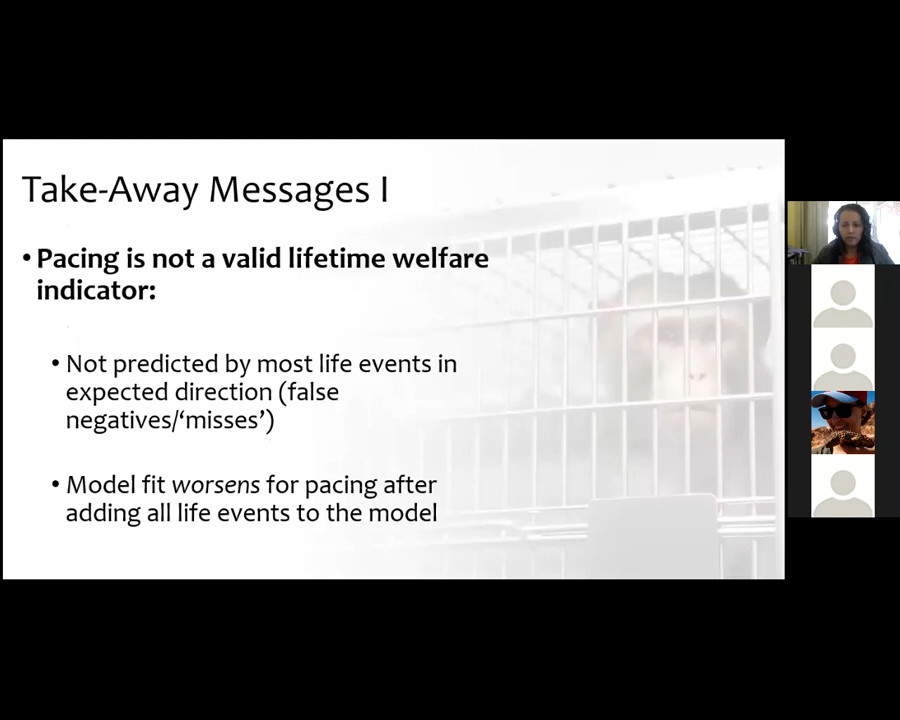 Take-Away Messages I
• Pacing is not a valid lifetime welfare
indicator:
• Not predicted by most life events in
expected direction (false
negatives/‘misses’)
• Model fit worsens for pacing after
adding all life events to the model